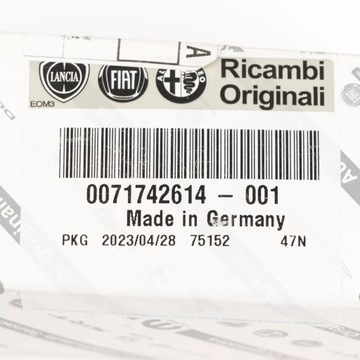 A
LANCIA FIAT Ricambi
Originali
EOM3
0071742614 - 001
Made in Germany
PKG 2023/04/28 75152 47N